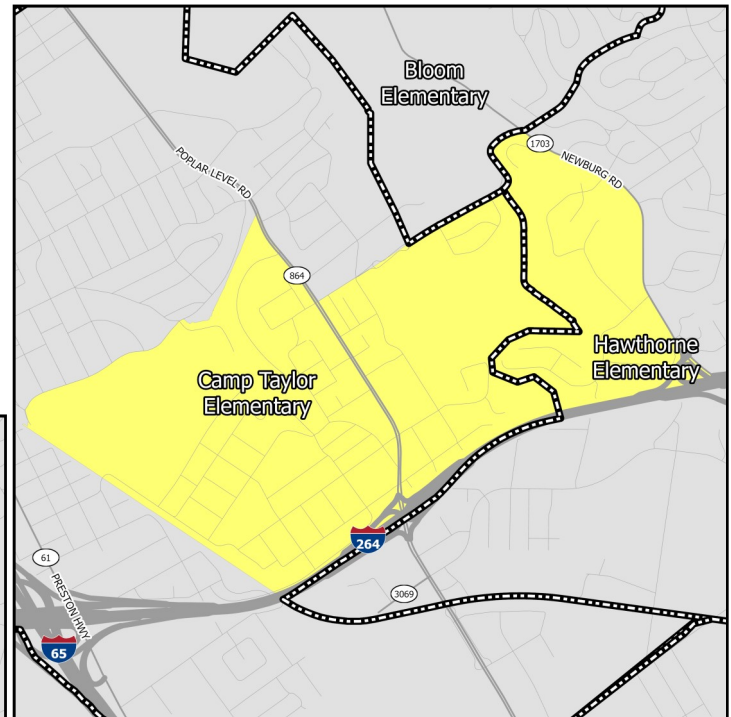 Bloom
Elementary
1703
NEWBURG RD
POPLAR LEVEL RD
864
Hawthorne
Elementary
Camp Taylor
Elementary
264
61
PRESTON HWY
3069
65